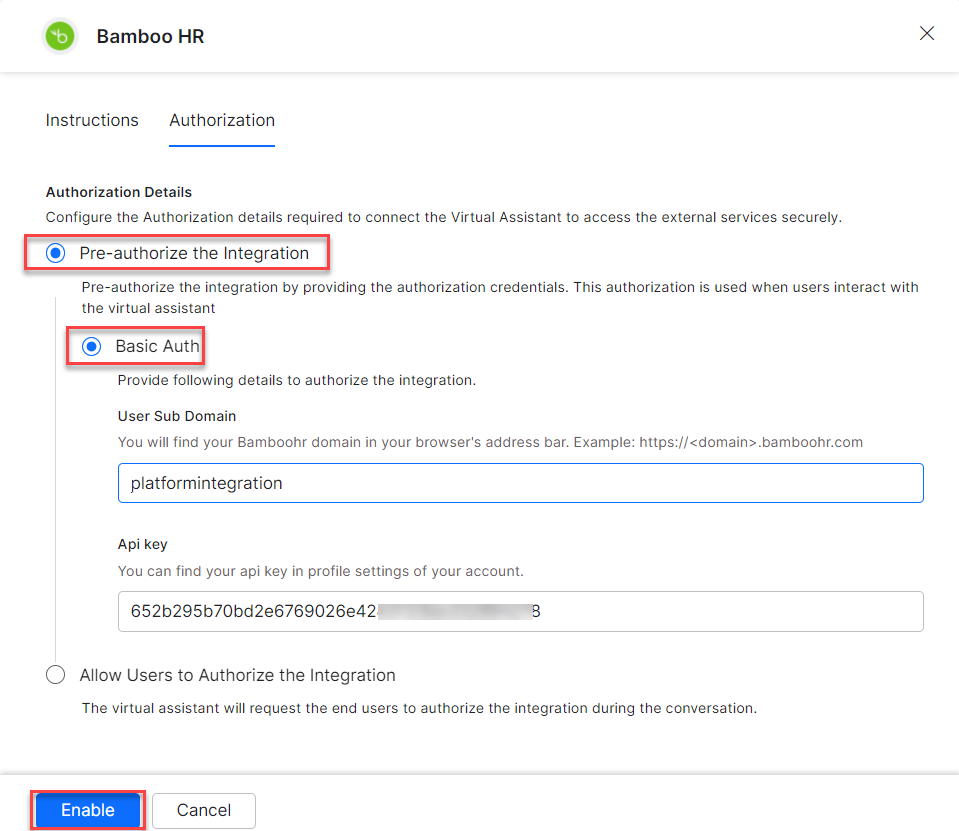 Bamboo HR
Instructions
Authorization
Authorization Details
Configure the Authorization details required to connect the Virtual Assistant to access the external services securely.
Pre-authorize the Integration
Pre-authorize the integration by providing the authorization credentials. This authorization is used when users interact with
the virtual assistant
Basic Auth
Provide following details to authorize the integration.
User Sub Domain
You will find your Bamboohr domain in your browser's address bar. Example: https://<domain>.bamboohr.com
platformintegration
Api key
You can find your api key in profile settings of your account.
652b295b70bd2e6769026e42 8
Allow Users to Authorize the Integration
The virtual assistant will request the end users to authorize the integration during the conversation.
Enable
Cancel